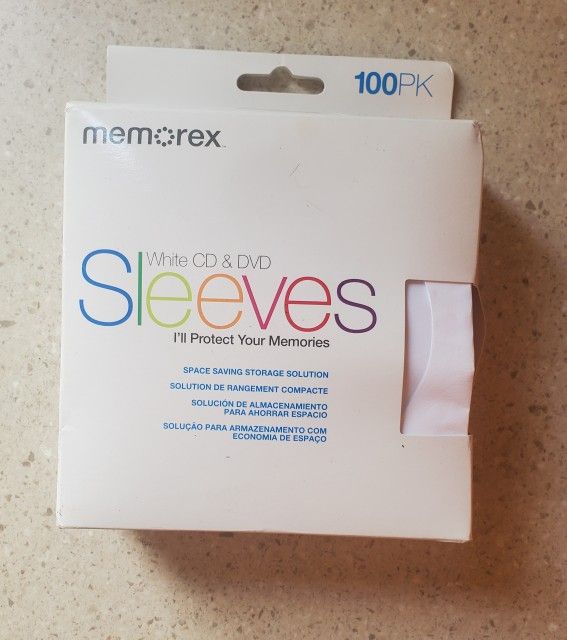 100PK
memorex™
White CD & DVD
Sleeves
I'll Protect Your Memories
SPACE SAVING STORAGE SOLUTION
SOLUTION DE RANGEMENT COMPACTE
SOLUCIÓN DE ALMACENAMIENTO
PARA AHORRAR ESPACIO
SOLUÇÃO PARA ARMAZENAMENTO COM
ECONOMIA DE ESPAÇO